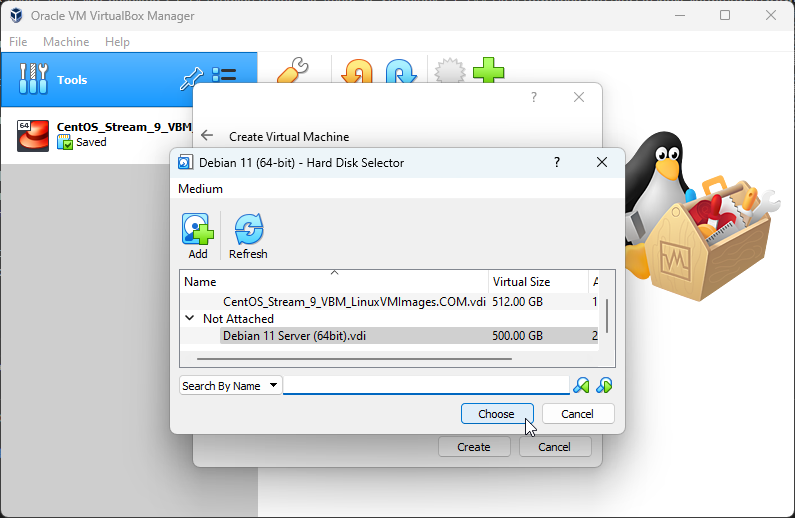 Oracle VM VirtualBox Manager
File Machine Help
Tools
64
CentOS_Stream_9_VBM_
Saved
?
Create Virtual Machine
Debian 11 (64-bit) - Hard Disk Selector ?
Medium
Add Refresh
Name Virtual Size A
CentOS_Stream_9_VBM_LinuxVMImages.COM.vdi 512.00 GB 1
Not Attached
Debian 11 Server (64bit).vdi 500.00 GB 2
Search By Name
Choose Cancel
Create Cancel